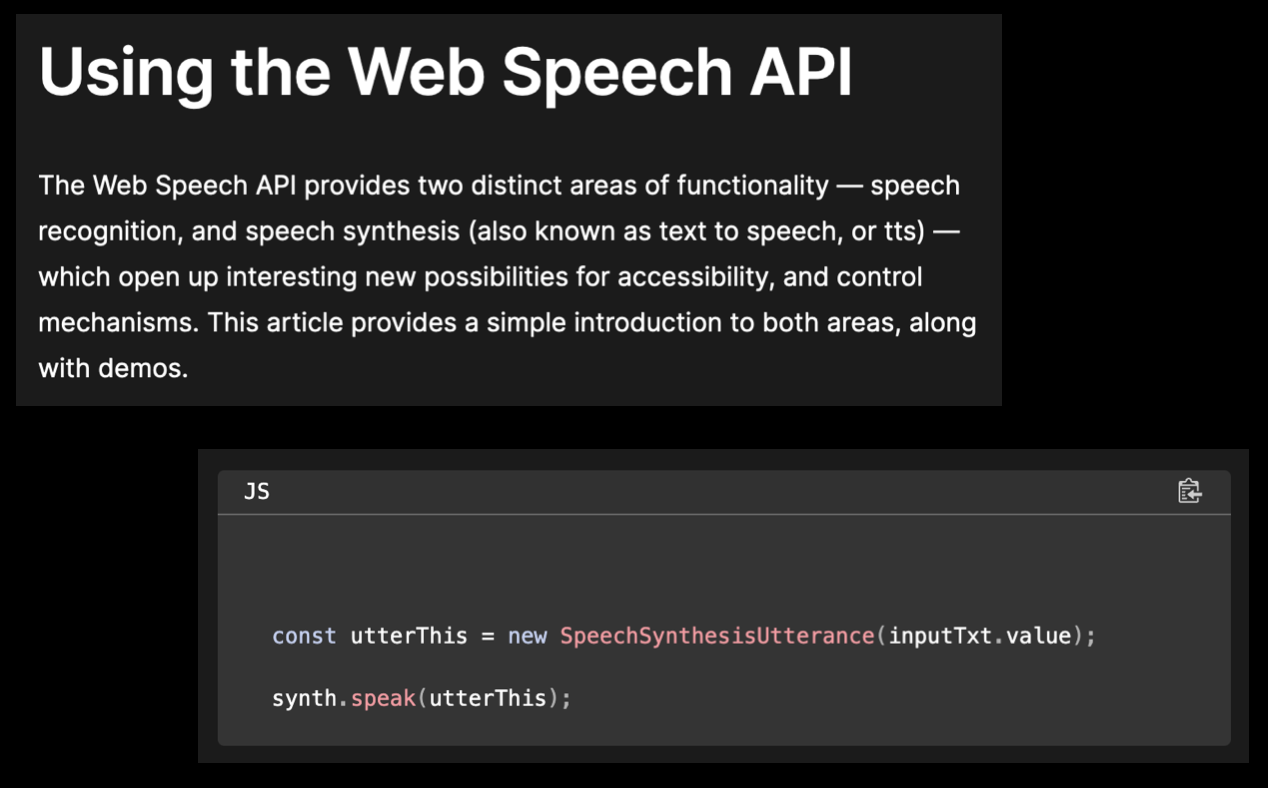 Using the Web Speech API
The Web Speech API provides two distinct areas of functionality — speech
recognition, and speech synthesis (also known as text to speech, or tts) —
which open up interesting new possibilities for accessibility, and control
mechanisms. This article provides a simple introduction to both areas, along
with demos.
JS
const utterThis = new SpeechSynthesisUtterance(inputTxt.value);
synth.speak(utterThis);